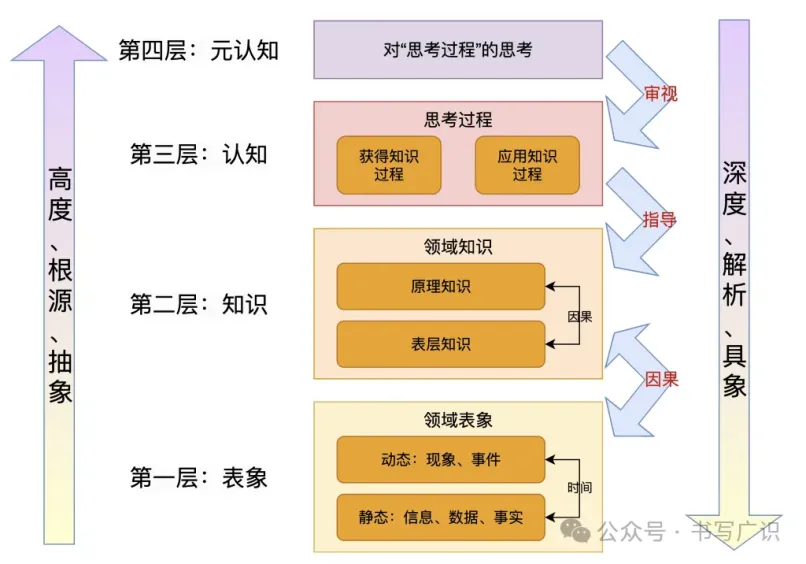 第四层：元认知
对“思考过程”的思考
审视
第三层：认知
思考过程
获得知识
过程
应用知识
过程
指导
高度、根源、抽象
深度、解析、具象
第二层：知识
领域知识
原理知识
因果
表层知识
因果
第一层：表象
领域表象
动态：现象、事件
时间
静态：信息、数据、事实
公众号·书写广识